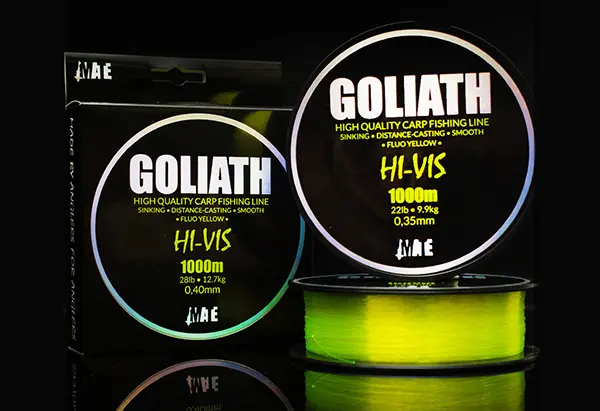 MAE
MADE BY ANGLERS FOR ANGLERS
GOLIATH
HIGH QUALITY CARP FISHING LINE
SINKING • DISTANCE-CASTING • SMOOTH
• FLUO YELLOW •
HI-VIS
1000m
28lb • 12.7kg
0,40mm
MAE
GOLIATH
HIGH QUALITY CARP FISHING LINE
SINKING • DISTANCE-CASTING • SMOOTH
• FLUO YELLOW •
HI-VIS
1000m
22lb • 9.9kg
0,35mm
MAE